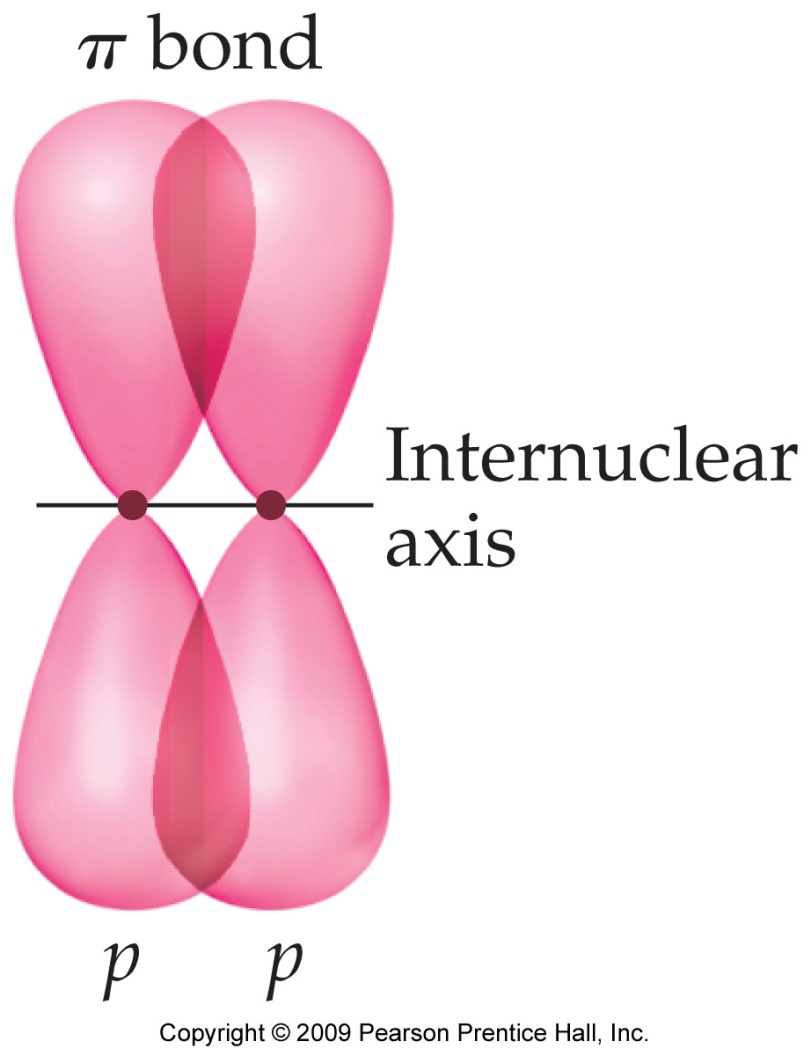 π bond
Internuclear
axis
p p
Copyright © 2009 Pearson Prentice Hall, Inc.